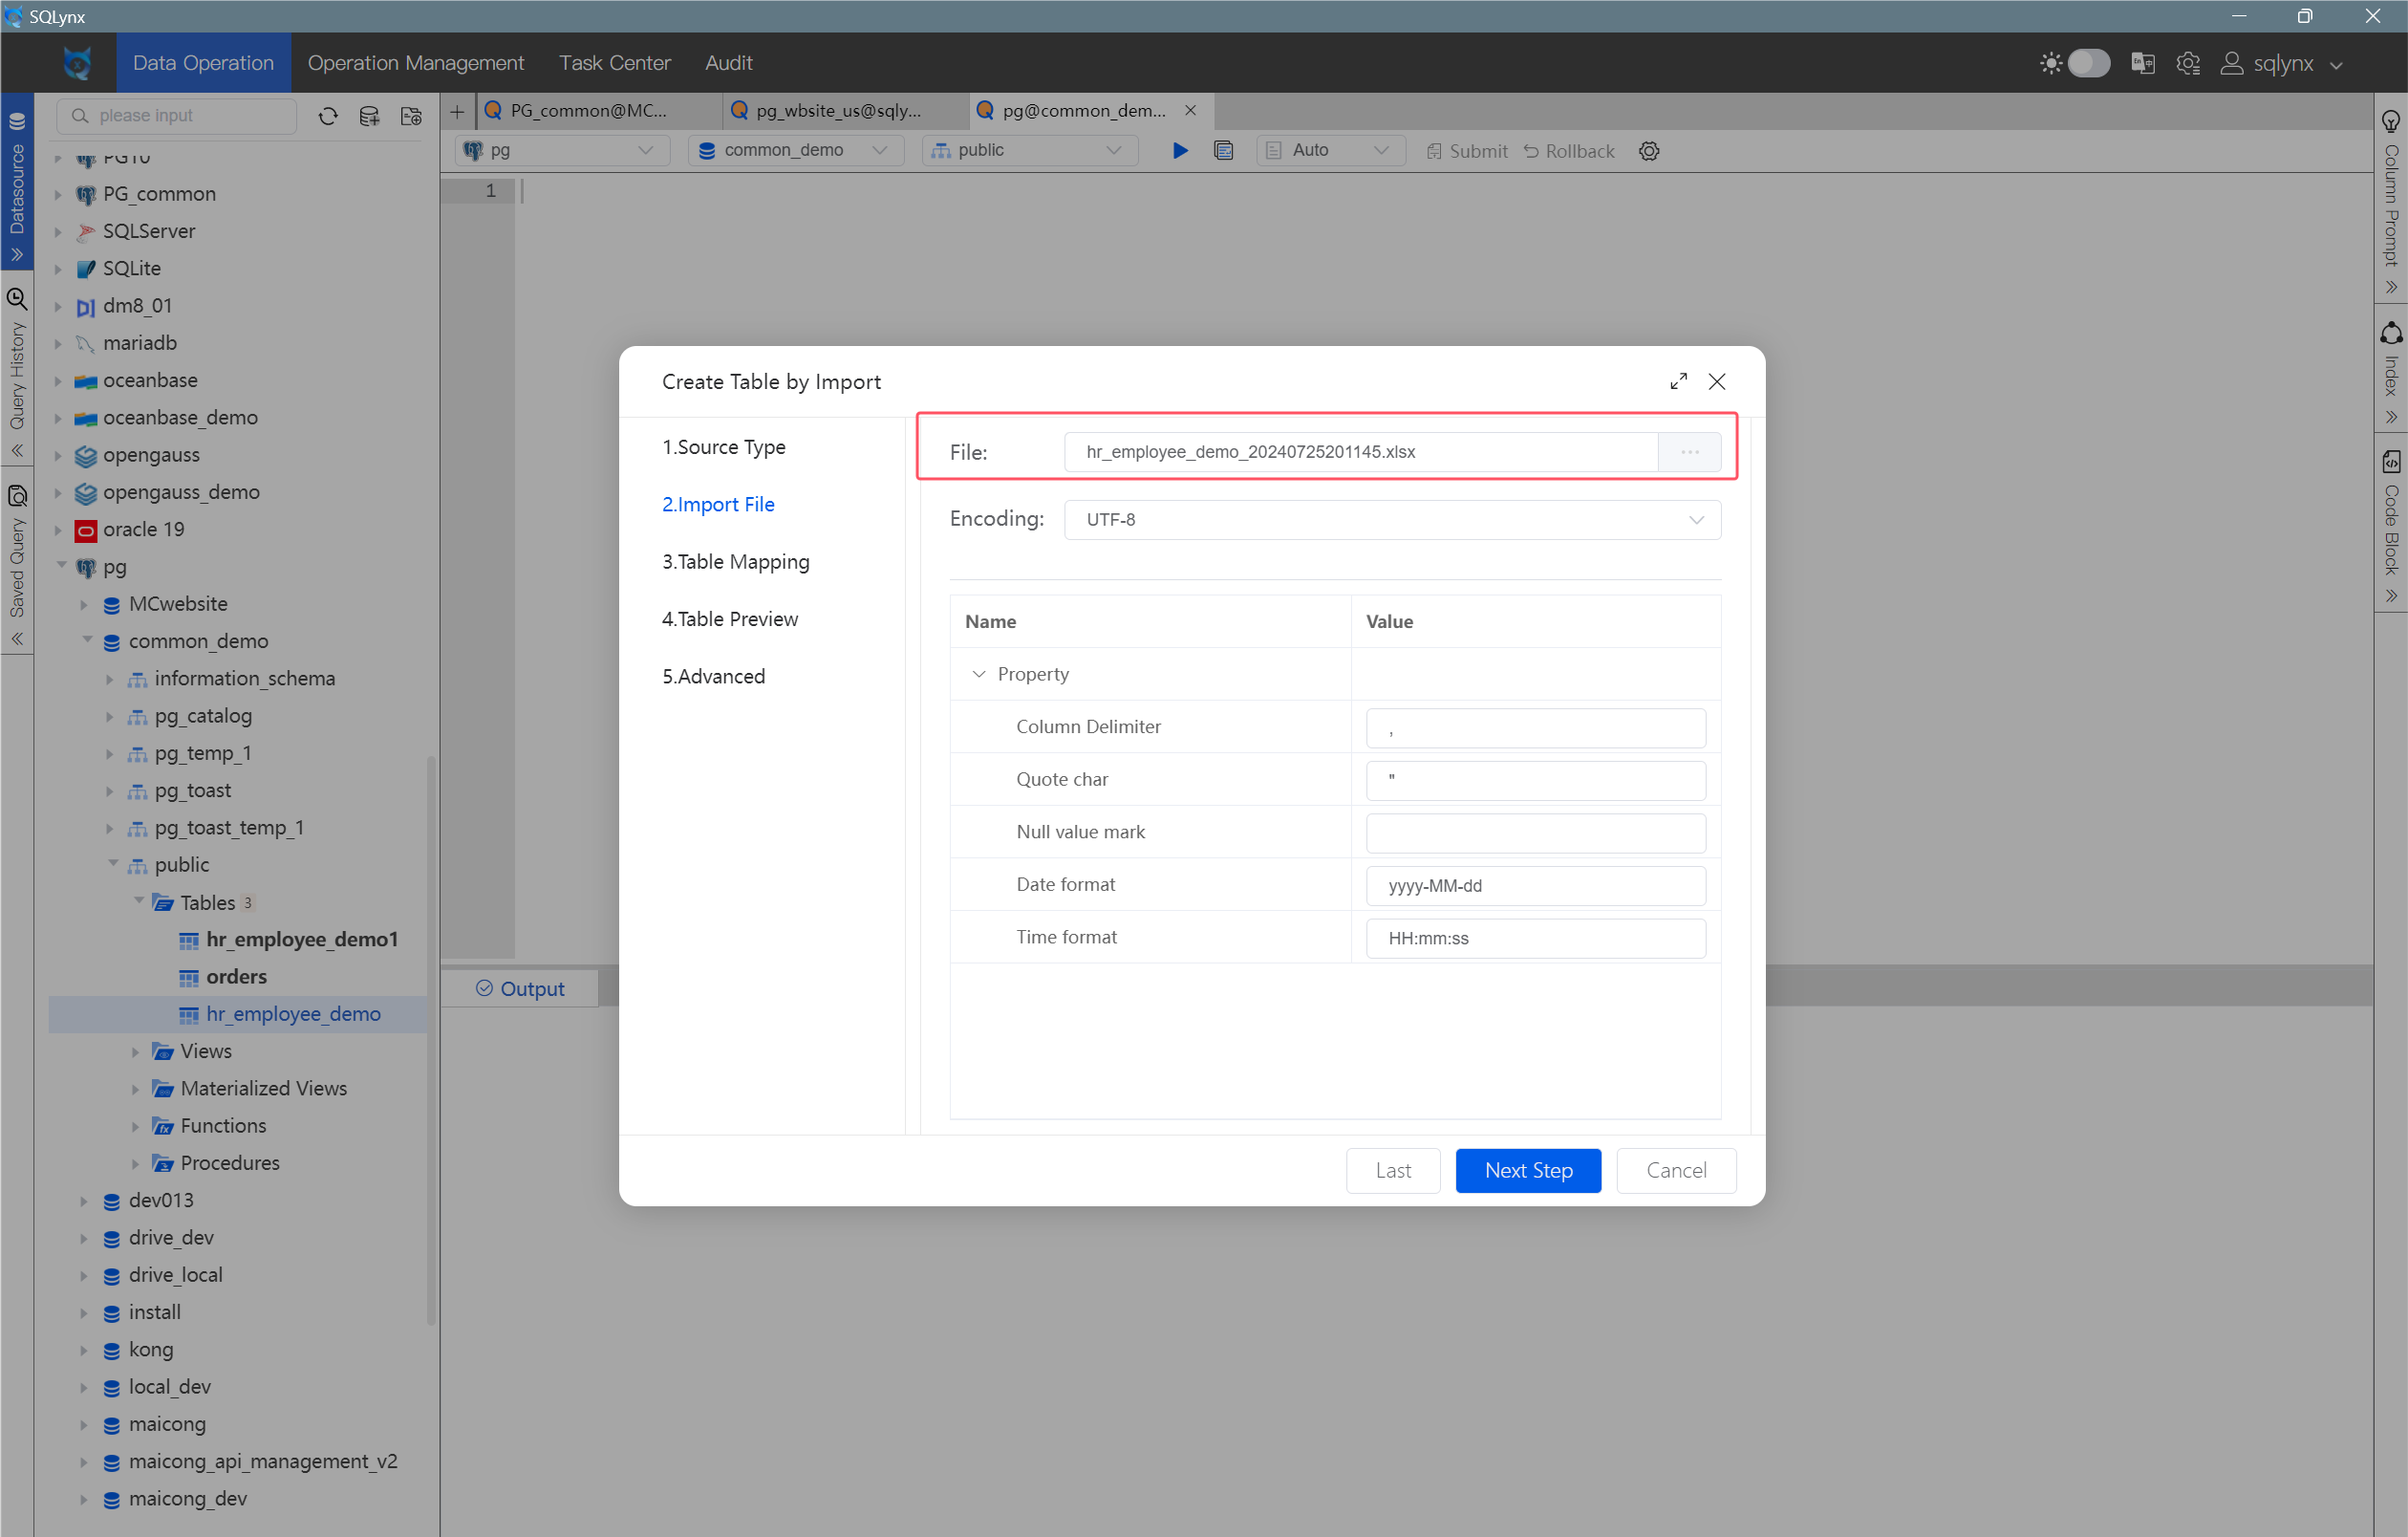 SQLynx
Data Operation
Operation Management
Task Center
Audit
sqlynx
please input
PG_common@MC...
pg_wbsite_us@sqly...
pg@common_dem...
pg
common_demo
public
Auto
Submit
Rollback
1
Datasource
Query History
Saved Query
PG10
PG_common
SQLServer
SQLite
dm8_01
mariadb
oceanbase
oceanbase_demo
opengauss
opengauss_demo
oracle 19
pg
MCwebsite
common_demo
information_schema
pg_catalog
pg_temp_1
pg_toast
pg_toast_temp_1
public
Tables 3
hr_employee_demo1
orders
hr_employee_demo
Views
Materialized Views
Functions
Procedures
dev013
drive_dev
drive_local
install
kong
local_dev
maicong
maicong_api_management_v2
maicong_dev
Output
Create Table by Import
1.Source Type
2.Import File
3.Table Mapping
4.Table Preview
5.Advanced
File: hr_employee_demo_20240725201145.xlsx ...
Encoding: UTF-8
Name Value
Property
Column Delimiter ,
Quote char "
Null value mark
Date format yyyy-MM-dd
Time format HH:mm:ss
Last
Next Step
Cancel
Column Prompt
Index
Code Block